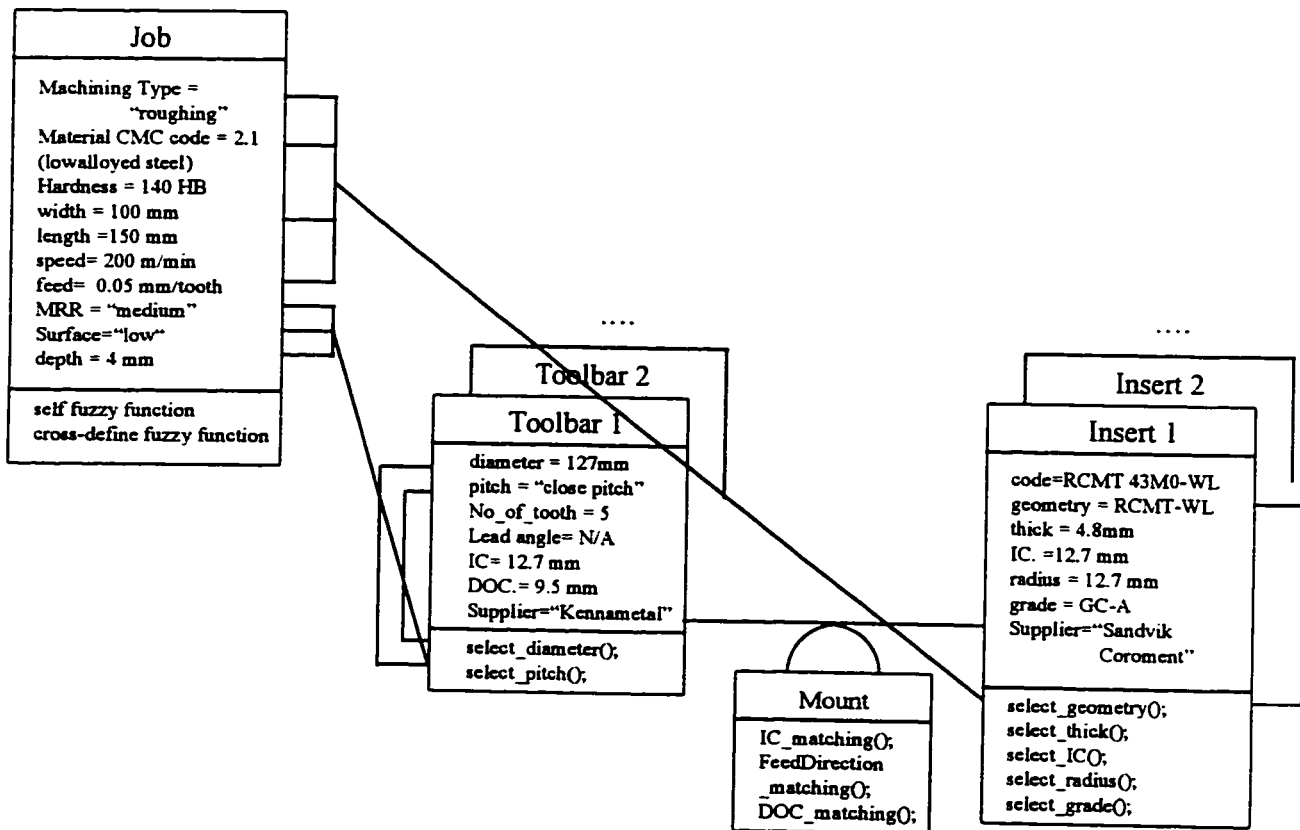 Job
Machining Type =
“roughing”
Material CMC code = 2.1
(lowalloyed steel)
Hardness = 140 HB
width = 100 mm
length =150 mm
speed= 200 m/min
feed= 0.05 mm/tooth
MRR = “medium”
Surface=“low“
depth = 4 mm
self fuzzy function
cross-define fuzzy function
....
Toolbar 2
Toolbar 1
diameter = 127mm
pitch = “close pitch”
No_of_tooth = 5
Lead angle= N/A
IC= 12.7 mm
DOC.= 9.5 mm
Supplier=“Kennametal”
select_diameter();
select_pitch();
Mount
IC_matching();
FeedDirection
_matching();
DOC_matching();
....
Insert 2
Insert 1
code=RCMT 43M0-WL
geometry = RCMT-WL
thick = 4.8mm
IC. =12.7 mm
radius = 12.7 mm
grade = GC-A
Supplier=“Sandvik
Coroment”
select_geometry();
select_thick();
select_IC();
select_radius();
select_grade();